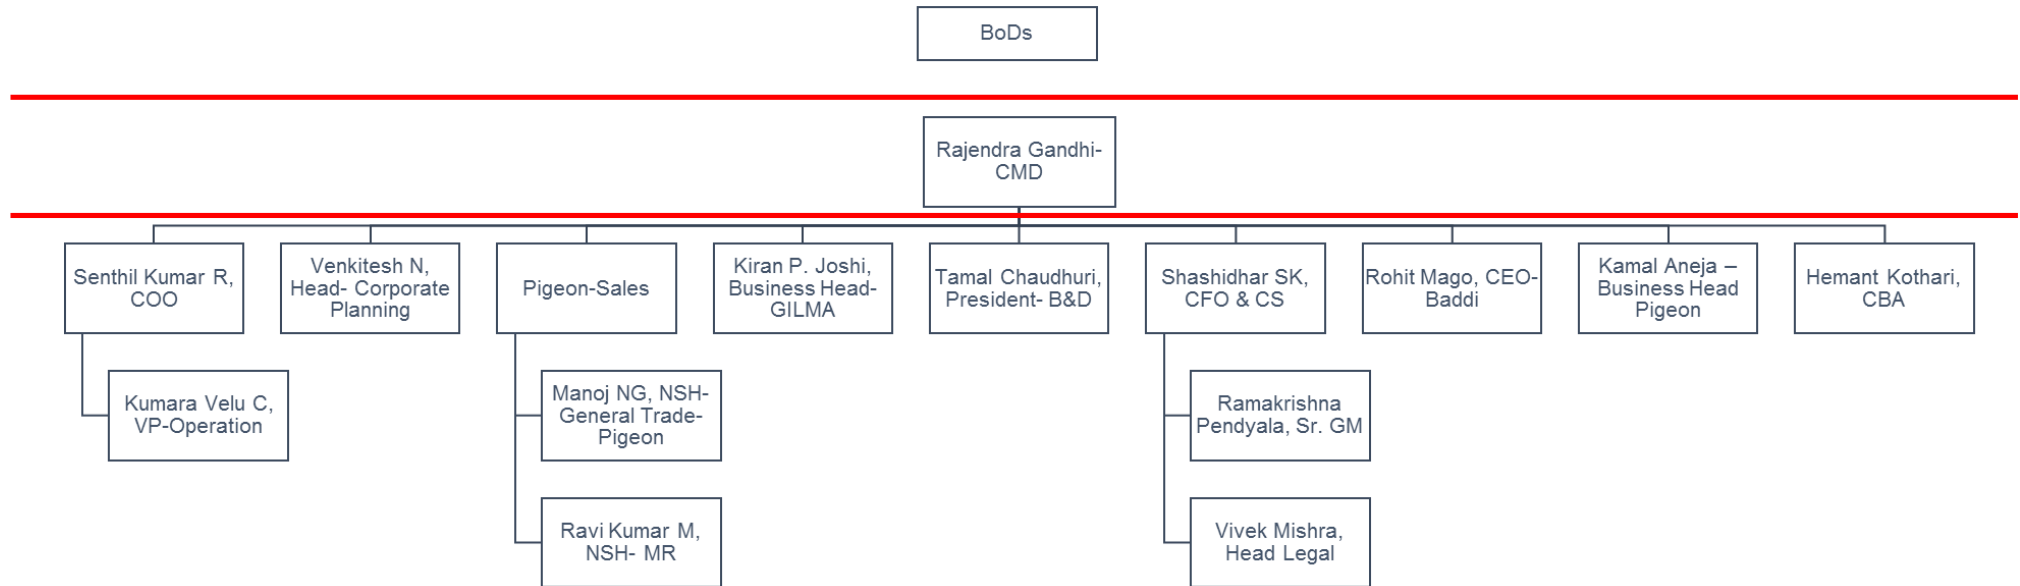 BoDs
Rajendra Gandhi-
CMD
Senthil Kumar R,
COO
Venkitesh N,
Head- Corporate
Planning
Pigeon-Sales
Kiran P. Joshi,
Business Head-
GILMA
Tamal Chaudhuri,
President- B&D
Shashidhar SK,
CFO & CS
Rohit Mago, CEO-
Baddi
Kamal Aneja –
Business Head
Pigeon
Hemant Kothari,
CBA
Kumara Velu C,
VP-Operation
Manoj NG, NSH-
General Trade-
Pigeon
Ramakrishna
Pendyala, Sr. GM
Ravi Kumar M,
NSH- MR
Vivek Mishra,
Head Legal